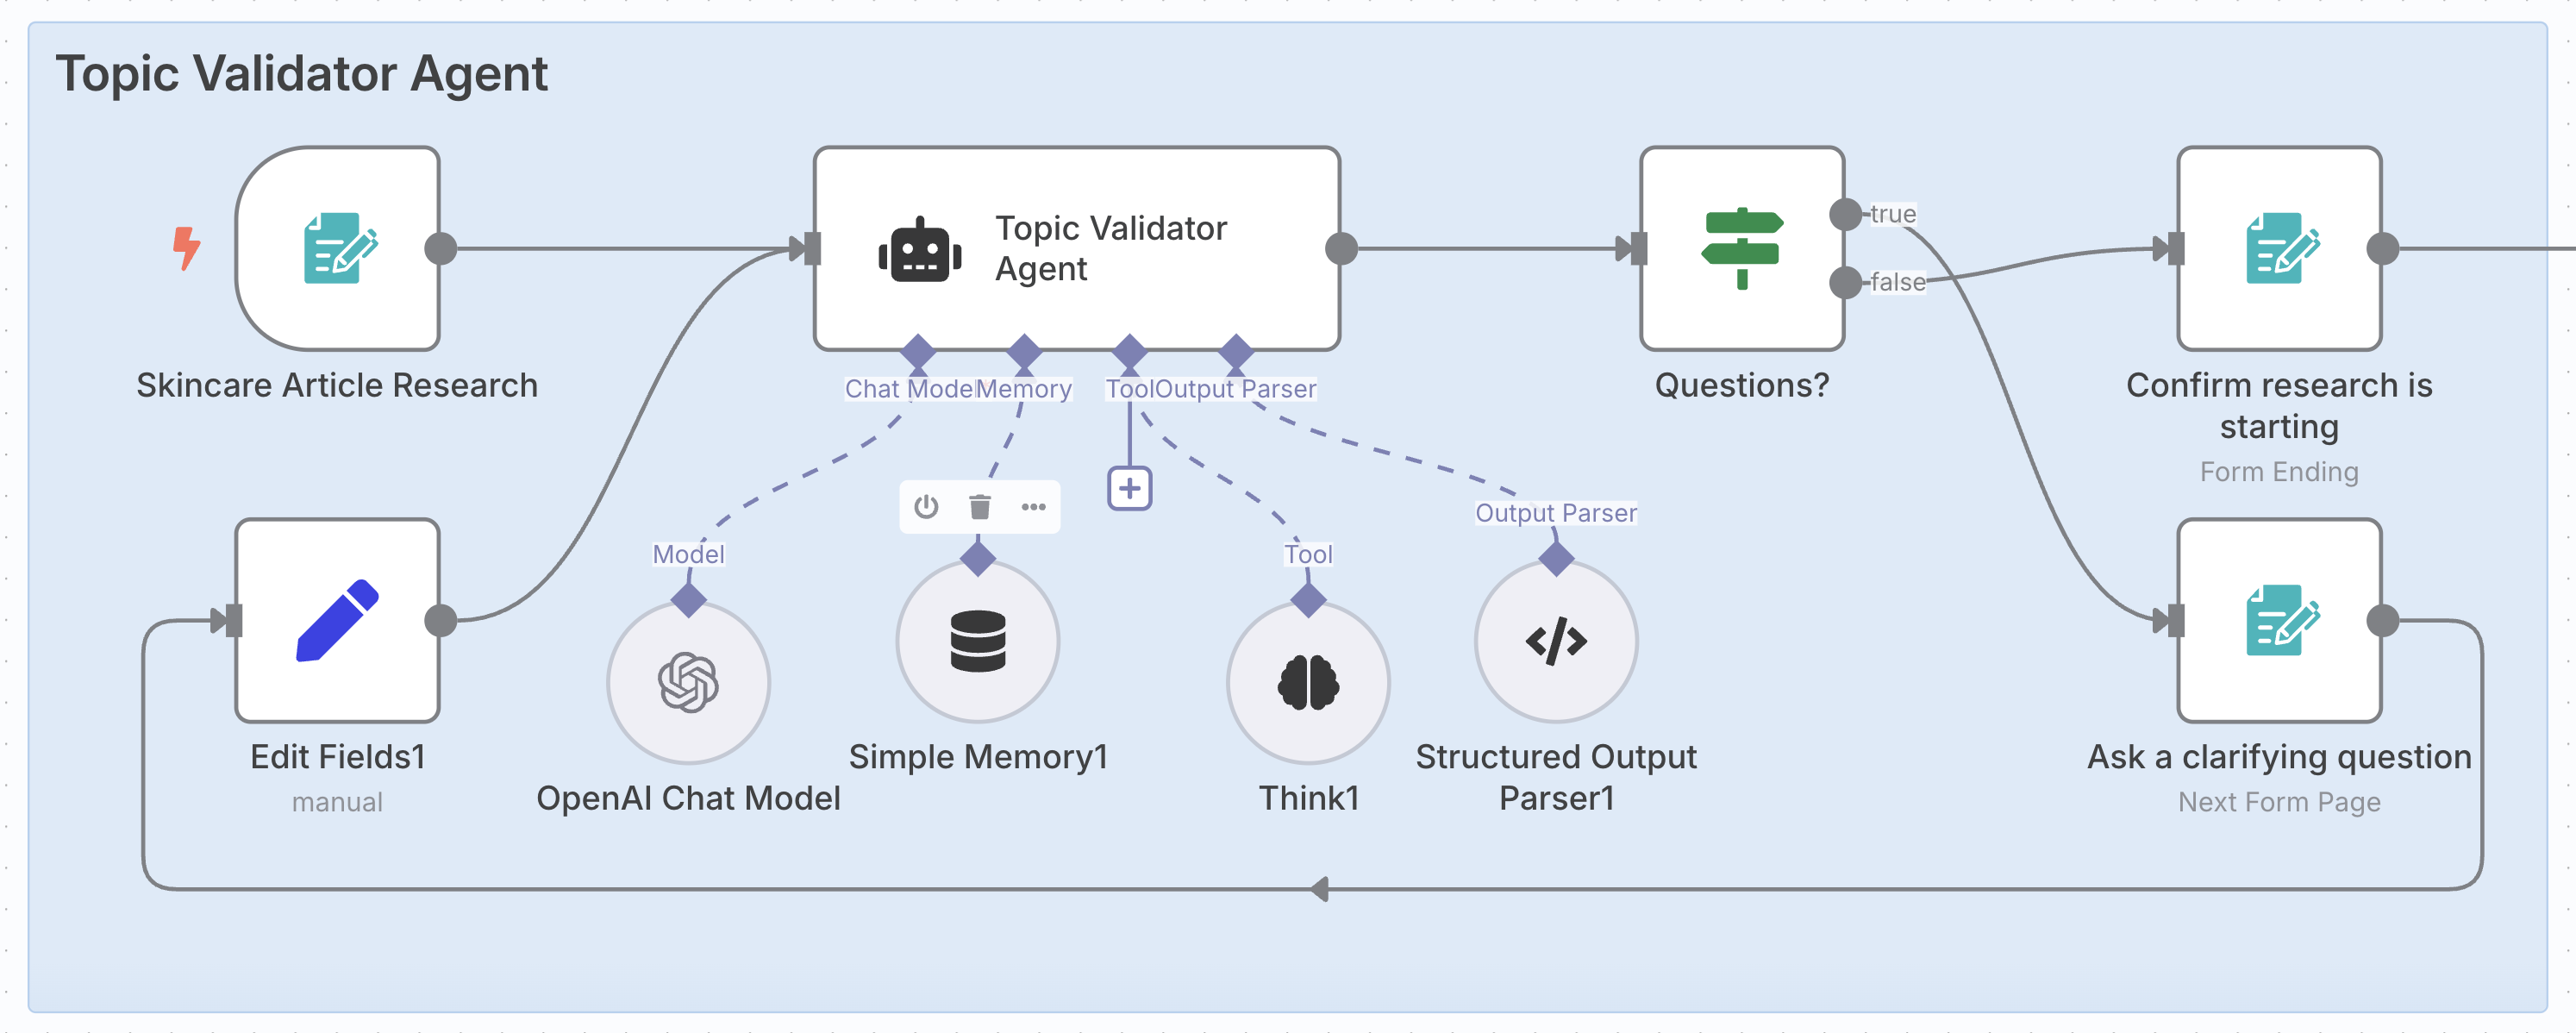 Topic Validator Agent
Topic Validator
Agent
true
false
Skincare Article Research
Chat Model
Memory
Tool
Output Parser
Questions?
Confirm research is
starting
Form Ending
Model
Tool
Output Parser
Edit Fields1
manual
OpenAI Chat Model
Simple Memory1
Think1
Structured Output
Parser1
Ask a clarifying question
Next Form Page